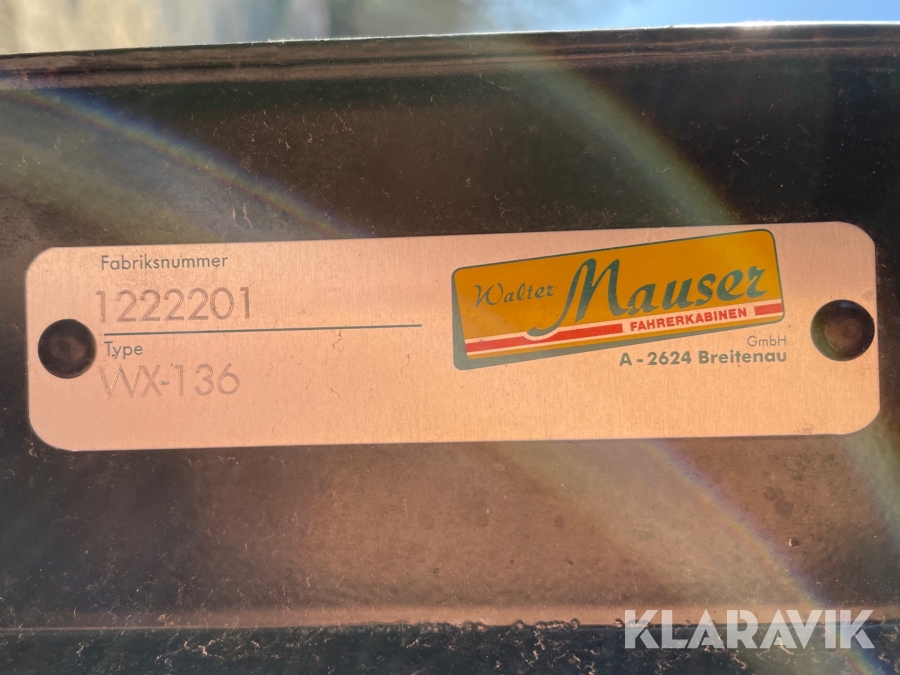 Fabriksnummer
1222201
Type
WX-136
Walter Mauser
FAHRERKABINEN
GmbH
A - 2624 Breitenau
KLARAVIK